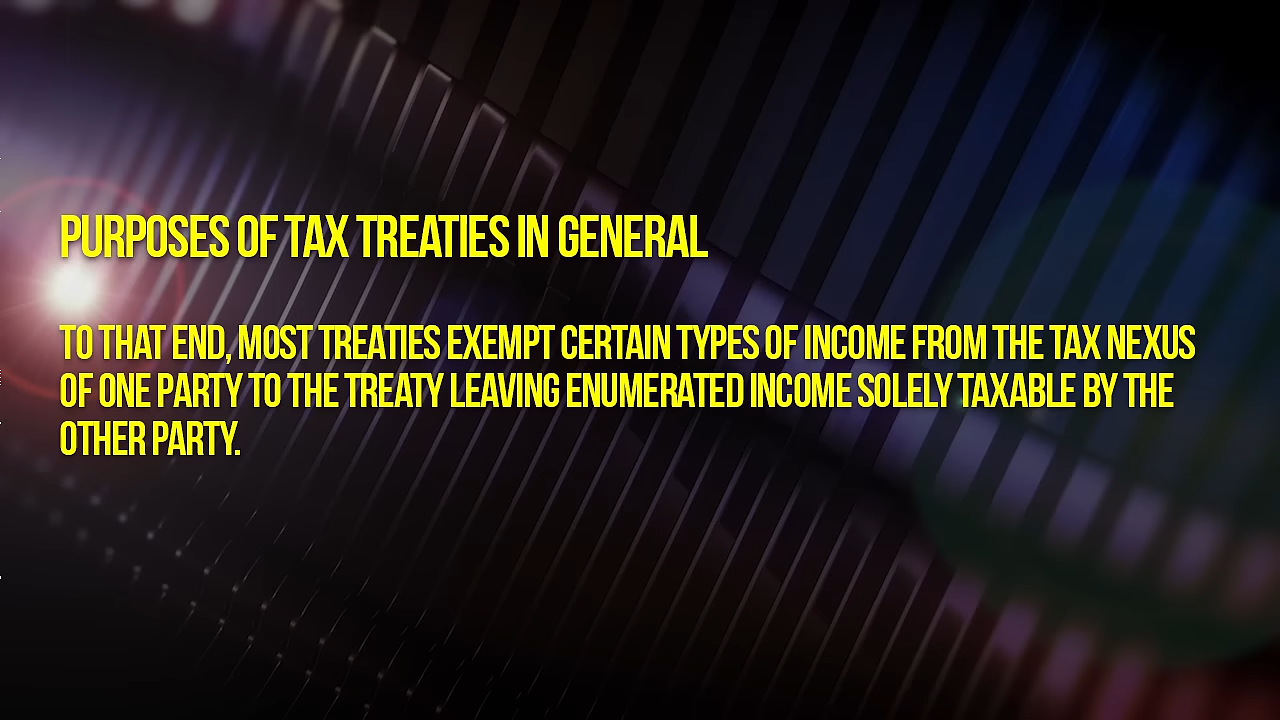 PURPOSES OF TAX TREATIES IN GENERAL
TO THAT END, MOST TREATIES EXEMPT CERTAIN TYPES OF INCOME FROM THE TAX NEXUS
OF ONE PARTY TO THE TREATY LEAVING ENUMERATED INCOME SOLELY TAXABLE BY THE
OTHER PARTY.